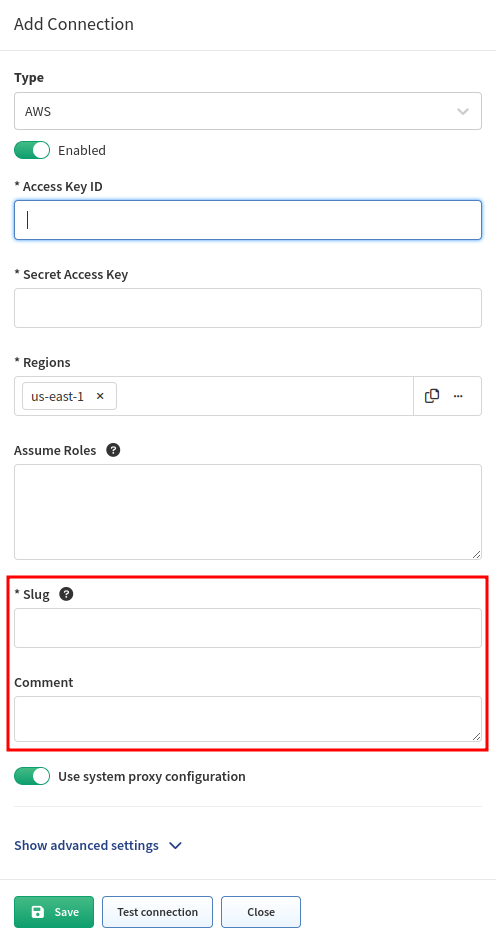 Add Connection
Type
AWS
Enabled
* Access Key ID
* Secret Access Key
* Regions
us-east-1 ×
Assume Roles ?
* Slug ?
Comment
Use system proxy configuration
Show advanced settings
Save Test connection Close